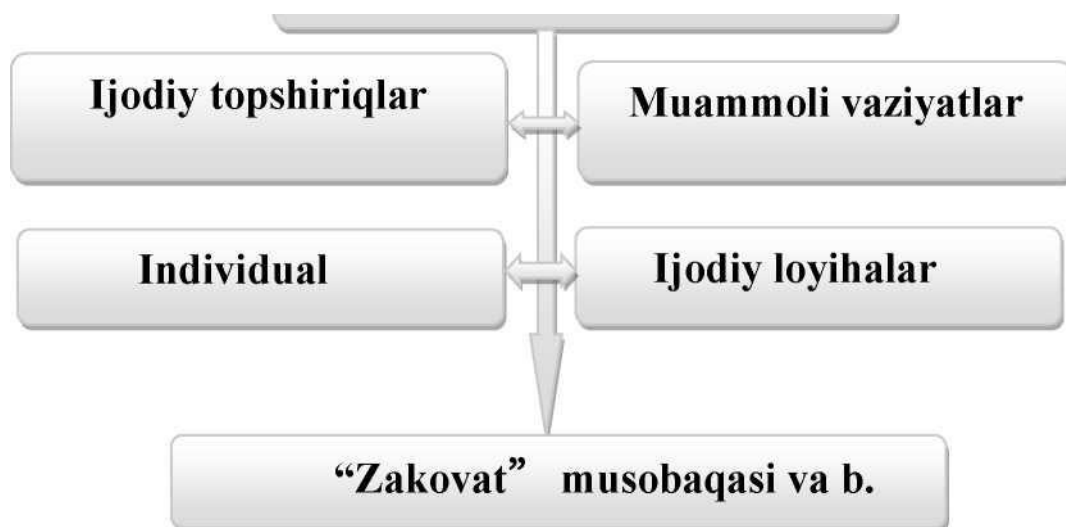 Ijodiy topshiriqlar
Muammoli vaziyatlar
Individual
Ijodiy loyihalar
“Zakovat” musobaqasi va b.